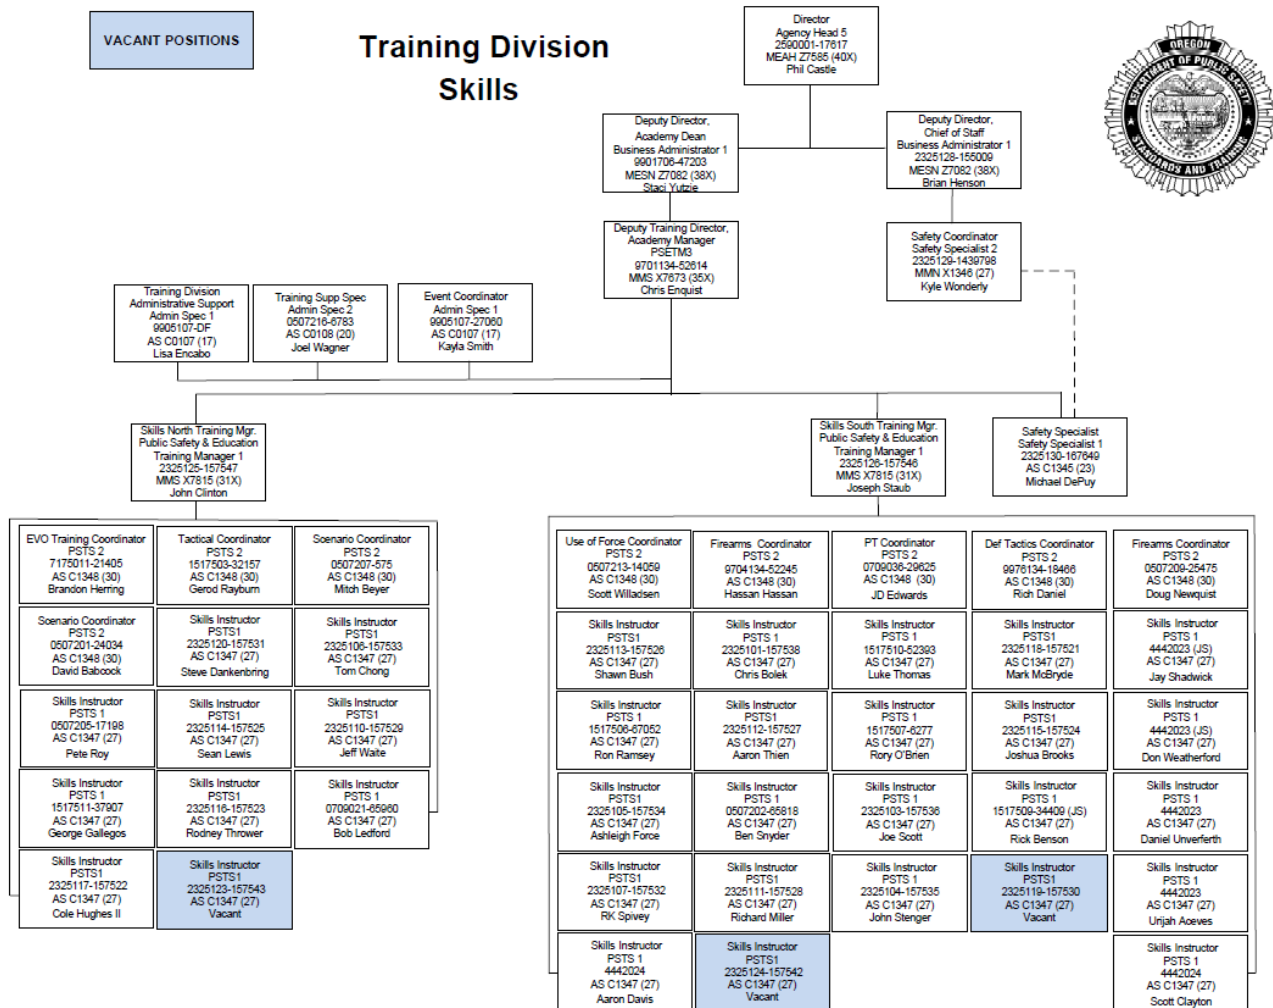 VACANT POSITIONS
Training Division
Skills
Director
Agency Head 5
2590001-17617
MEAH Z7585 (40X)
Phil Castle
OREGON
DEPARTMENT OF PUBLIC SAFETY
STANDARDS AND TRAINING
Deputy Director,
Academy Dean
Business Administrator 1
9901706-47203
MESN Z7082 (38X)
Staci Yutzie
Deputy Director,
Chief of Staff
Business Administrator 1
2325128-155009
MESN Z7082 (38X)
Brian Henson
Deputy Training Director,
Academy Manager
PSETM3
9701134-52614
MMS X7673 (35X)
Chris Enquist
Safety Coordinator
Safety Specialist 2
2325129-1439798
MMN X1346 (27)
Kyle Wonderly
Training Division
Administrative Support
Admin Spec 1
9905107-DF
AS C0107 (17)
Lisa Encabo
Training Supp Spec
Admin Spec 2
0507216-6783
AS C0108 (20)
Joel Wagner
Event Coordinator
Admin Spec 1
9905107-27060
AS C0107 (17)
Kayla Smith
Skills North Training Mgr.
Public Safety & Education
Training Manager 1
2325125-157547
MMS X7815 (31X)
John Clinton
Skills South Training Mgr.
Public Safety & Education
Training Manager 1
2325126-157546
MMS X7815 (31X)
Joseph Staub
Safety Specialist
Safety Specialist 1
2325130-167649
AS C1345 (23)
Michael DePuy
EVO Training Coordinator
PSTS 2
7175011-21405
AS C1348 (30)
Brandon Herring
Tactical Coordinator
PSTS 2
1517503-32157
AS C1348 (30)
Gerod Rayburn
Scenario Coordinator
PSTS 2
0507207-575
AS C1348 (30)
Mitch Beyer
Scenario Coordinator
PSTS 2
0507201-24034
AS C1348 (30)
David Babcock
Skills Instructor
PSTS1
2325120-157531
AS C1347 (27)
Steve Dankenbring
Skills Instructor
PSTS1
2325106-157533
AS C1347 (27)
Tom Chong
Skills Instructor
PSTS 1
0507205-17198
AS C1347 (27)
Pete Roy
Skills Instructor
PSTS1
2325114-157525
AS C1347 (27)
Sean Lewis
Skills Instructor
PSTS1
2325110-157529
AS C1347 (27)
Jeff Waite
Skills Instructor
PSTS 1
1517511-37907
AS C1347 (27)
George Gallegos
Skills Instructor
PSTS1
2325116-157523
AS C1347 (27)
Rodney Thrower
Skills Instructor
PSTS 1
0709021-65960
AS C1347 (27)
Bob Ledford
Skills Instructor
PSTS1
2325117-157522
AS C1347 (27)
Cole Hughes II
Skills Instructor
PSTS1
2325123-157543
AS C1347 (27)
Vacant
Use of Force Coordinator
PSTS 2
0507213-14059
AS C1348 (30)
Scott Willadsen
Firearms Coordinator
PSTS 2
9704134-52245
AS C1348 (30)
Hassan Hassan
PT Coordinator
PSTS 2
0709036-29625
AS C1348 (30)
JD Edwards
Def Tactics Coordinator
PSTS 2
9976134-18466
AS C1348 (30)
Rich Daniel
Firearms Coordinator
PSTS 2
0507209-25475
AS C1348 (30)
Doug Newquist
Skills Instructor
PSTS1
2325113-157526
AS C1347 (27)
Shawn Bush
Skills Instructor
PSTS 1
2325101-157538
AS C1347 (27)
Chris Bolek
Skills Instructor
PSTS 1
1517510-52393
AS C1347 (27)
Luke Thomas
Skills Instructor
PSTS1
2325118-157521
AS C1347 (27)
Mark McBryde
Skills Instructor
PSTS 1
4442023 (JS)
AS C1347 (27)
Jay Shadwick
Skills Instructor
PSTS 1
1517506-67052
AS C1347 (27)
Ron Ramsey
Skills Instructor
PSTS1
2325112-157527
AS C1347 (27)
Aaron Thien
Skills Instructor
PSTS 1
1517507-6277
AS C1347 (27)
Rory O'Brien
Skills Instructor
PSTS1
2325115-157524
AS C1347 (27)
Joshua Brooks
Skills Instructor
PSTS 1
4442023 (JS)
AS C1347 (27)
Don Weatherford
Skills Instructor
PSTS1
2325105-157534
AS C1347 (27)
Ashleigh Force
Skills Instructor
PSTS 1
0507202-65818
AS C1347 (27)
Ben Snyder
Skills Instructor
PSTS 1
2325103-157536
AS C1347 (27)
Joe Scott
Skills Instructor
PSTS 1
1517509-34409 (JS)
AS C1347 (27)
Rick Benson
Skills Instructor
PSTS 1
4442023
AS C1347 (27)
Daniel Unverferth
Skills Instructor
PSTS1
2325107-157532
AS C1347 (27)
RK Spivey
Skills Instructor
PSTS1
2325111-157528
AS C1347 (27)
Richard Miller
Skills Instructor
PSTS 1
2325104-157535
AS C1347 (27)
John Stenger
Skills Instructor
PSTS1
2325119-157530
AS C1347 (27)
Vacant
Skills Instructor
PSTS 1
4442023
AS C1347 (27)
Urijah Aceves
Skills Instructor
PSTS 1
4442024
AS C1347 (27)
Aaron Davis
Skills Instructor
PSTS1
2325124-157542
AS C1347 (27)
Vacant
Skills Instructor
PSTS 1
4442024
AS C1347 (27)
Scott Clayton